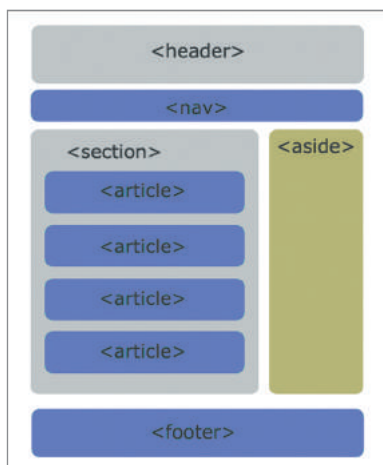 <header>
<nav>
<section>
<aside>
<article>
<article>
<article>
<article>
<footer>